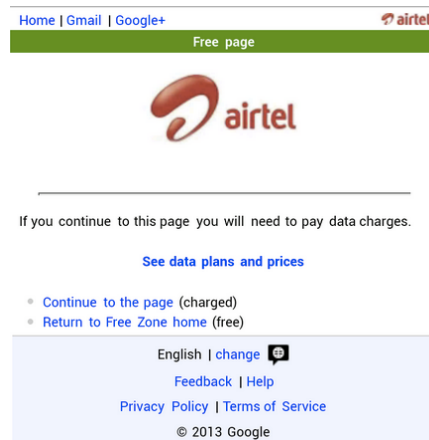 Home | Gmail | Google+ airtel
Free page
airtel
If you continue to this page you will need to pay data charges.
See data plans and prices
Continue to the page (charged)
Return to Free Zone home (free)
English | change
Feedback | Help
Privacy Policy | Terms of Service
© 2013 Google